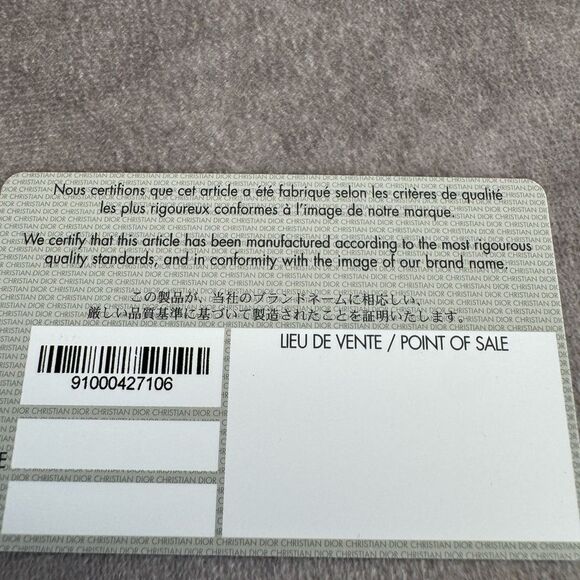 Nous certifions que cet article a été fabriqué selon les critères de qualité
les plus rigoureux conformes à l'image de notre marque.
We certify that this article has been manufactured according to the most rigourous
quality standards, and in conformity with the image of our brand name.
この製品が、当社のブランドネームに相応しい、
厳しい品質基準に基づいて製造されたことを証明いたします。
91000427106
LIEU DE VENTE / POINT OF SALE
E
CHRISTIAN DIOR